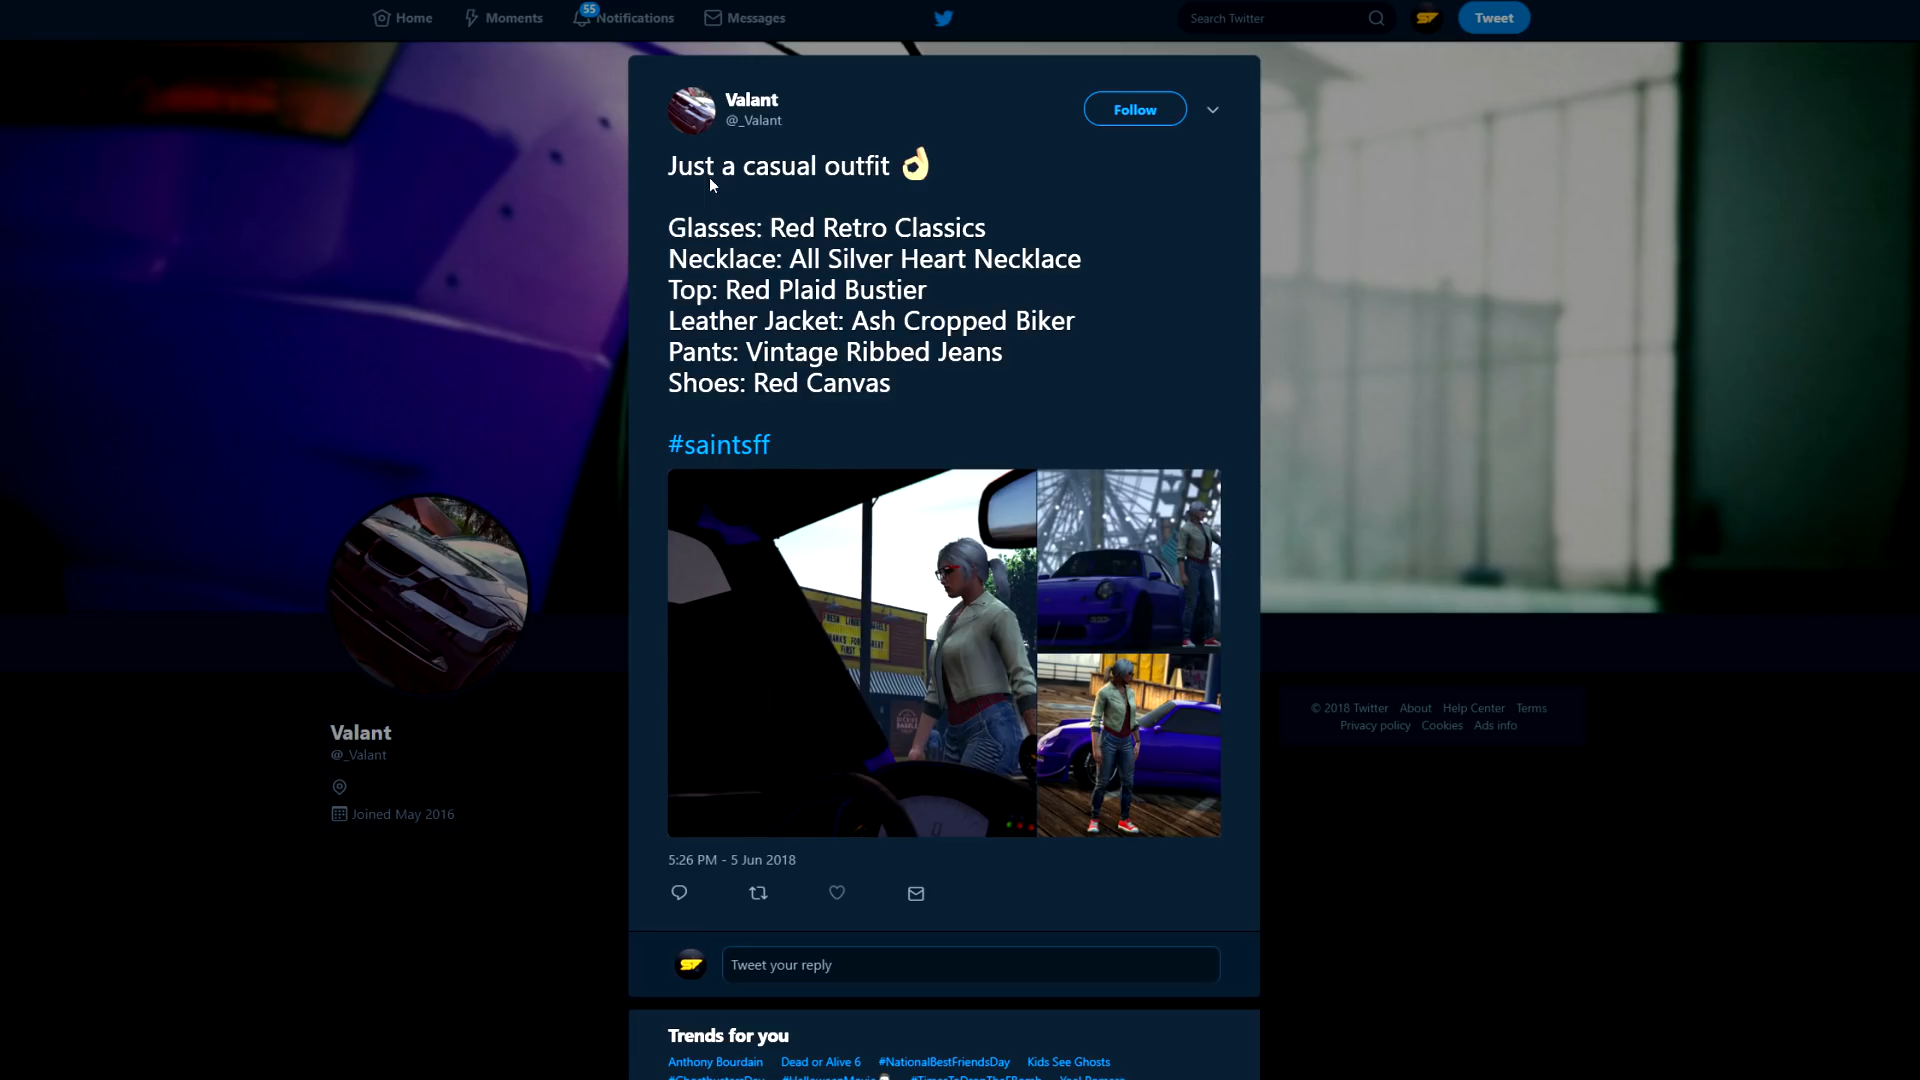 Home
Moments
55
Notifications
Messages
Search Twitter
Tweet
Valant
@_Valant
Follow
Just a casual outfit 👌
Glasses: Red Retro Classics
Necklace: All Silver Heart Necklace
Top: Red Plaid Bustier
Leather Jacket: Ash Cropped Biker
Pants: Vintage Ribbed Jeans
Shoes: Red Canvas
#saintsff
5:26 PM - 5 Jun 2018
Tweet your reply
Valant
@_Valant
Joined May 2016
© 2018 Twitter About Help Center Terms
Privacy policy Cookies Ads info
Trends for you
Anthony Bourdain Dead or Alive 6 #NationalBestFriendsDay Kids See Ghosts